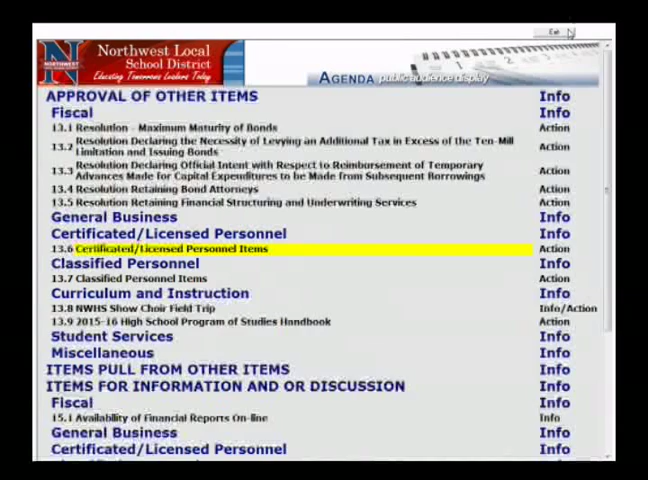 Exit
Northwest Local
School District
Educating Tomorrows Leaders Today
NORTHWEST
AGENDA public audience display
APPROVAL OF OTHER ITEMS Info
Fiscal Info
13.1 Resolution - Maximum Maturity of Bonds Action
13.2 Resolution Declaring the Necessity of Levying an Additional Tax in Excess of the Ten-Mill
Limitation and Issuing Bonds Action
13.3 Resolution Declaring Official Intent with Respect to Reimbursement of Temporary
Advances Made for Capital Expenditures to be Made from Subsequent Borrowings Action
13.4 Resolution Retaining Bond Attorneys Action
13.5 Resolution Retaining Financial Structuring and Underwriting Services Action
General Business Info
Certificated/Licensed Personnel Info
13.6 Certificated/Licensed Personnel Items Action
Classified Personnel Info
13.7 Classified Personnel Items Action
Curriculum and Instruction Info
13.8 NWHS Show Choir Field Trip Info/Action
13.9 2015-16 High School Program of Studies Handbook Action
Student Services Info
Miscellaneous Info
ITEMS PULL FROM OTHER ITEMS Info
ITEMS FOR INFORMATION AND OR DISCUSSION Info
Fiscal Info
15.1 Availability of Financial Reports On-line Info
General Business Info
Certificated/Licensed Personnel Info